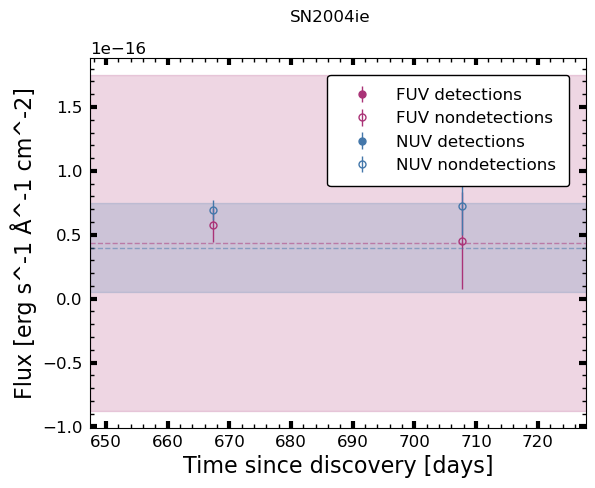 SN2004ie
1e−16
FUV detections
FUV nondetections
NUV detections
NUV nondetections
1.5
1.0
0.5
0.0
−0.5
−1.0
Flux [erg s^-1 Å^-1 cm^-2]
650 660 670 680 690 700 710 720
Time since discovery [days]